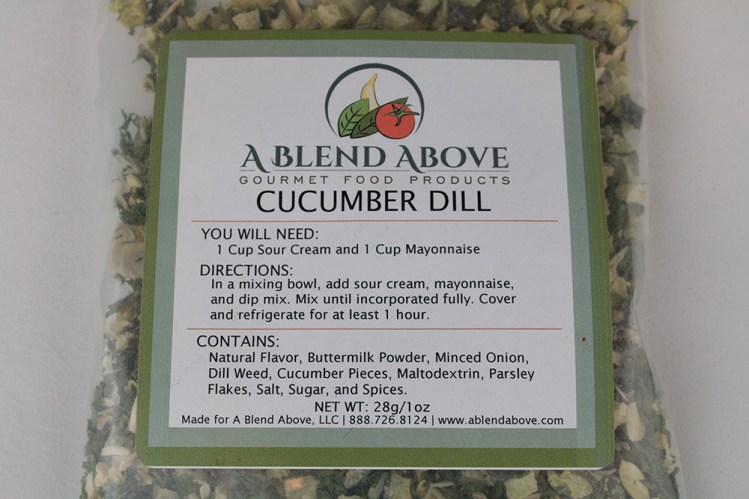 A BLEND ABOVE
GOURMET FOOD PRODUCTS
CUCUMBER DILL
YOU WILL NEED:
1 Cup Sour Cream and 1 Cup Mayonnaise
DIRECTIONS:
In a mixing bowl, add sour cream, mayonnaise,
and dip mix. Mix until incorporated fully. Cover
and refrigerate for at least 1 hour.
CONTAINS:
Natural Flavor, Buttermilk Powder, Minced Onion,
Dill Weed, Cucumber Pieces, Maltodextrin, Parsley
Flakes, Salt, Sugar, and Spices.
NET WT: 28g/1oz
Made for A Blend Above, LLC | 888.726.8124 | www.ablendabove.com